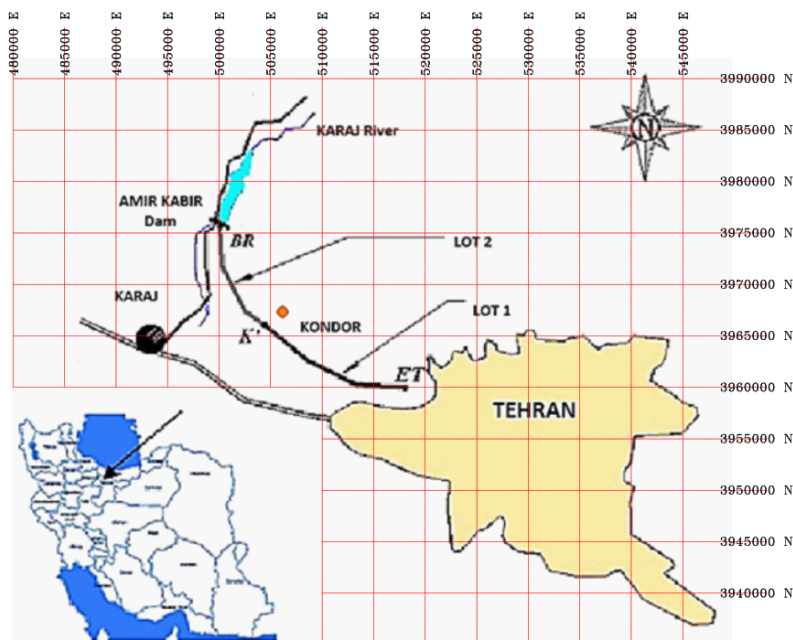 480000 E
485000 E
490000 E
495000 E
500000 E
505000 E
510000 E
515000 E
520000 E
525000 E
530000 E
535000 E
540000 E
545000 E
3990000 N
N
KARAJ River
3985000 N
3980000 N
AMIR KABIR
Dam
3975000 N
BR
LOT 2
3970000 N
KARAJ
LOT 1
KONDOR
K'
3965000 N
ET
3960000 N
TEHRAN
3955000 N
3950000 N
3945000 N
3940000 N